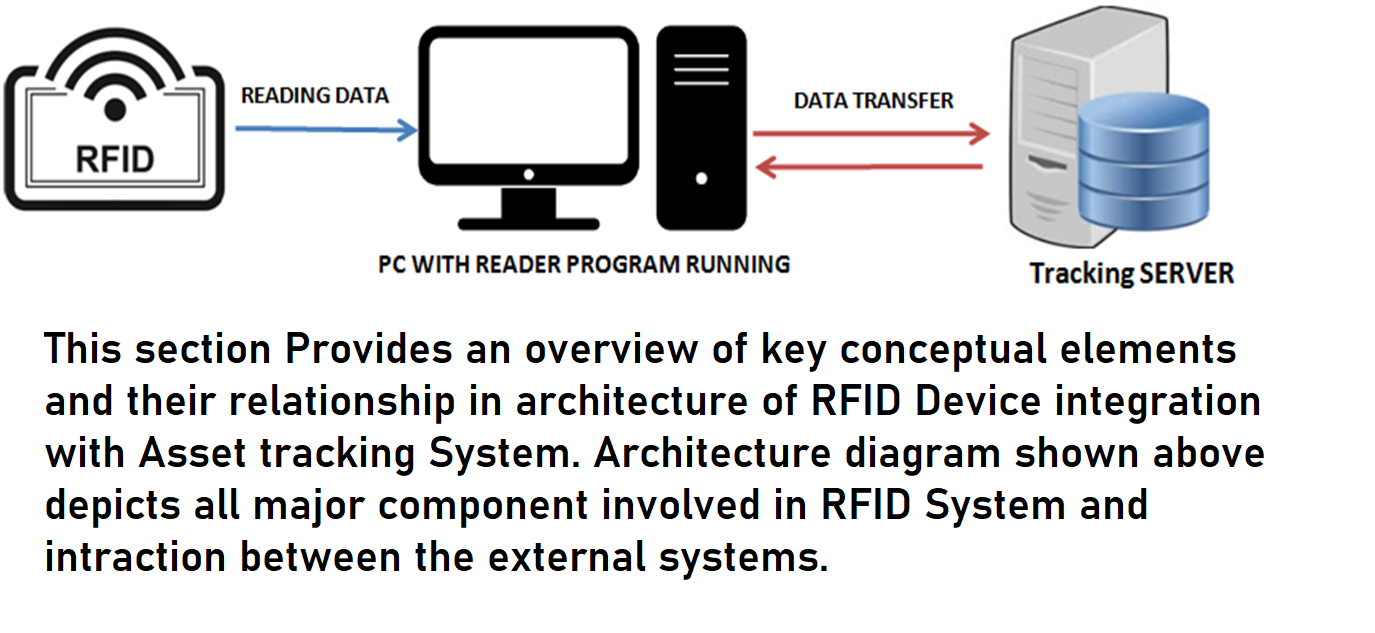 RFID
READING DATA
DATA TRANSFER
PC WITH READER PROGRAM RUNNING
Tracking SERVER
This section Provides an overview of key conceptual elements
and their relationship in architecture of RFID Device integration
with Asset tracking System. Architecture diagram shown above
depicts all major component involved in RFID System and
intraction between the external systems.